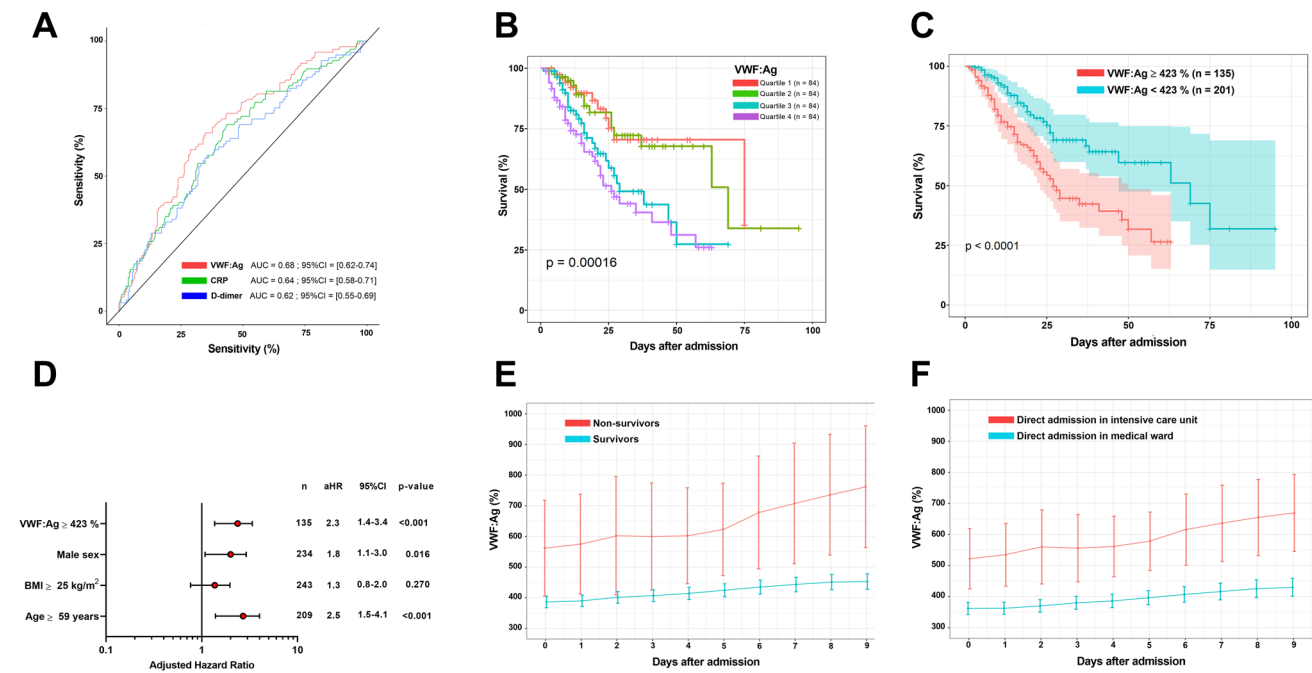 A
100
75
50
25
0
Sensitivity (%)
VWF:Ag AUC = 0.68 ; 95%CI = [0.62-0.74]
CRP AUC = 0.64 ; 95%CI = [0.58-0.71]
D-dimer AUC = 0.62 ; 95%CI = [0.55-0.69]
0 25 50 75 100
Sensitivity (%)
B
VWF:Ag
Quartile 1 (n = 84)
Quartile 2 (n = 84)
Quartile 3 (n = 84)
Quartile 4 (n = 84)
100
75
50
25
0
Survival (%)
p = 0.00016
0 25 50 75 100
Days after admission
C
VWF:Ag ≥ 423 % (n = 135)
VWF:Ag < 423 % (n = 201)
100
75
50
25
0
Survival (%)
p < 0.0001
0 25 50 75 100
Days after admission
D
n aHR 95%CI p-value
VWF:Ag ≥ 423 % 135 2.3 1.4-3.4 <0.001
Male sex 234 1.8 1.1-3.0 0.016
BMI ≥ 25 kg/m² 243 1.3 0.8-2.0 0.270
Age ≥ 59 years 209 2.5 1.5-4.1 <0.001
0.1 1 10
Adjusted Hazard Ratio
E
Non-survivors
Survivors
1000
900
800
700
600
500
400
300
VWF:Ag (%)
0 1 2 3 4 5 6 7 8 9
Days after admission
F
Direct admission in intensive care unit
Direct admission in medical ward
1000
900
800
700
600
500
400
300
VWF:Ag (%)
0 1 2 3 4 5 6 7 8 9
Days after admission